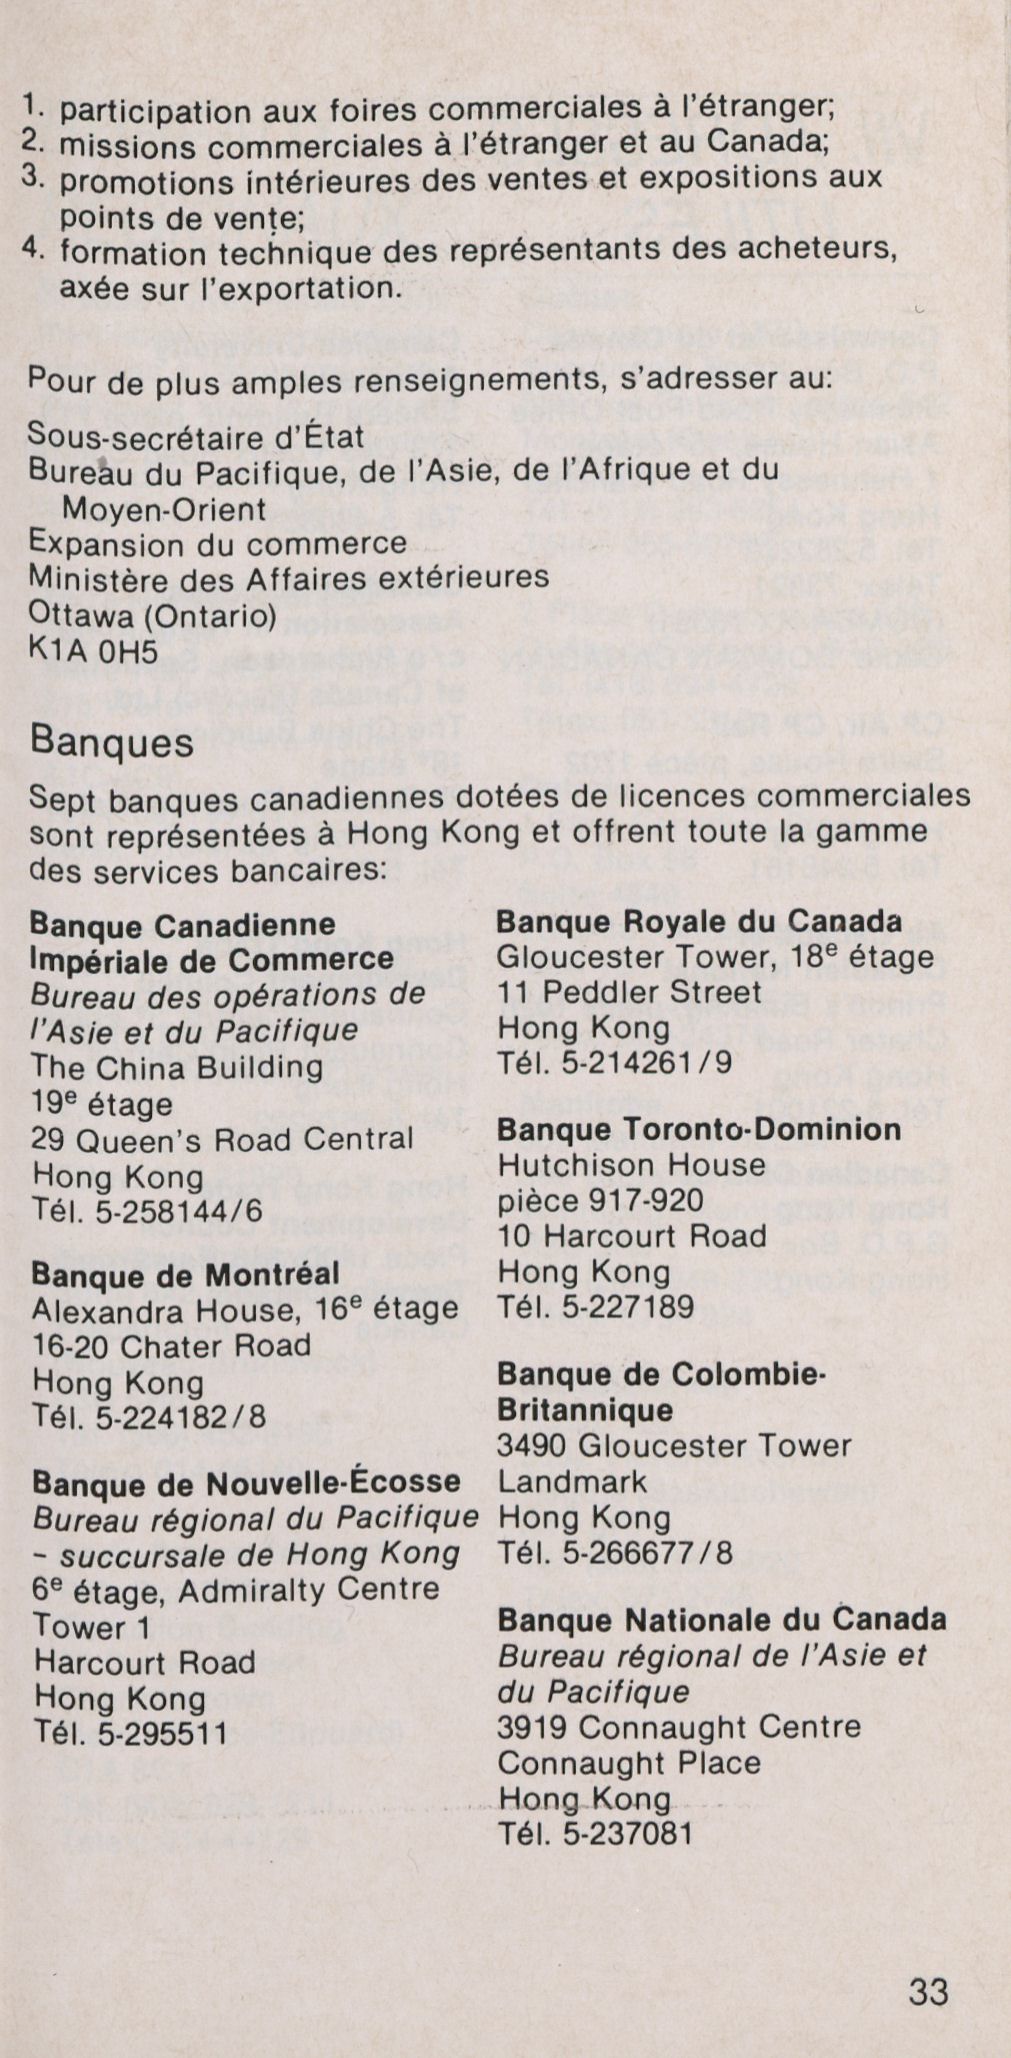 1. participation aux foires commerciales à l'étranger;
2. missions commerciales à l'étranger et au Canada;
3. promotions intérieures des ventes et expositions aux
points de vente;
4. formation technique des représentants des acheteurs,
axée sur l'exportation.
Pour de plus amples renseignements, s'adresser au:
Sous-secrétaire d'État
Bureau du Pacifique, de l'Asie, de l'Afrique et du
Moyen-Orient
Expansion du commerce
Ministère des Affaires extérieures
Ottawa (Ontario)
K1A 0H5
Banques
Sept banques canadiennes dotées de licences commerciales
sont représentées à Hong Kong et offrent toute la gamme
des services bancaires:
Banque Canadienne
Impériale de Commerce
Bureau des opérations de
l'Asie et du Pacifique
The China Building
19e étage
29 Queen's Road Central
Hong Kong
Tél. 5-258144/6
Banque de Montréal
Alexandra House, 16e étage
16-20 Chater Road
Hong Kong
Tél. 5-224182/8
Banque de Nouvelle-Écosse
Bureau régional du Pacifique
– succursale de Hong Kong
6e étage, Admiralty Centre
Tower 1
Harcourt Road
Hong Kong
Tél. 5-295511
Banque Royale du Canada
Gloucester Tower, 18e étage
11 Peddler Street
Hong Kong
Tél. 5-214261/9
Banque Toronto-Dominion
Hutchison House
pièce 917-920
10 Harcourt Road
Hong Kong
Tél. 5-227189
Banque de Colombie-
Britannique
3490 Gloucester Tower
Landmark
Hong Kong
Tél. 5-266677/8
Banque Nationale du Canada
Bureau régional de l'Asie et
du Pacifique
3919 Connaught Centre
Connaught Place
Hong Kong
Tél. 5-237081
33